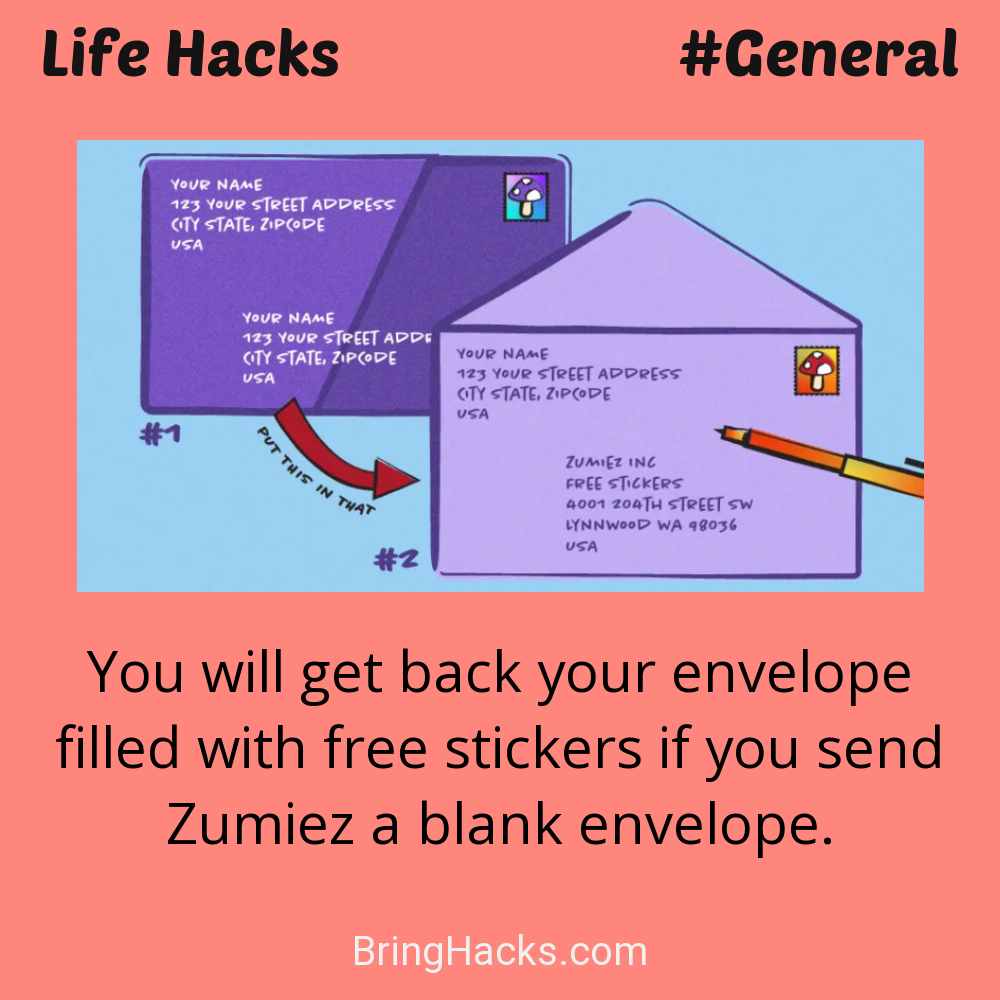 Life Hacks #General
YOUR NAME
123 YOUR STREET ADDRESS
CITY STATE, ZIPCODE
USA
YOUR NAME
123 YOUR STREET ADDR
CITY STATE, ZIPCODE
USA
#1
PUT THIS IN THAT
#2
YOUR NAME
123 YOUR STREET ADDRESS
CITY STATE, ZIPCODE
USA
ZUMIEZ INC
FREE STICKERS
4001 204TH STREET SW
LYNNWOOD WA 98036
USA
You will get back your envelope
filled with free stickers if you send
Zumiez a blank envelope.
BringHacks.com